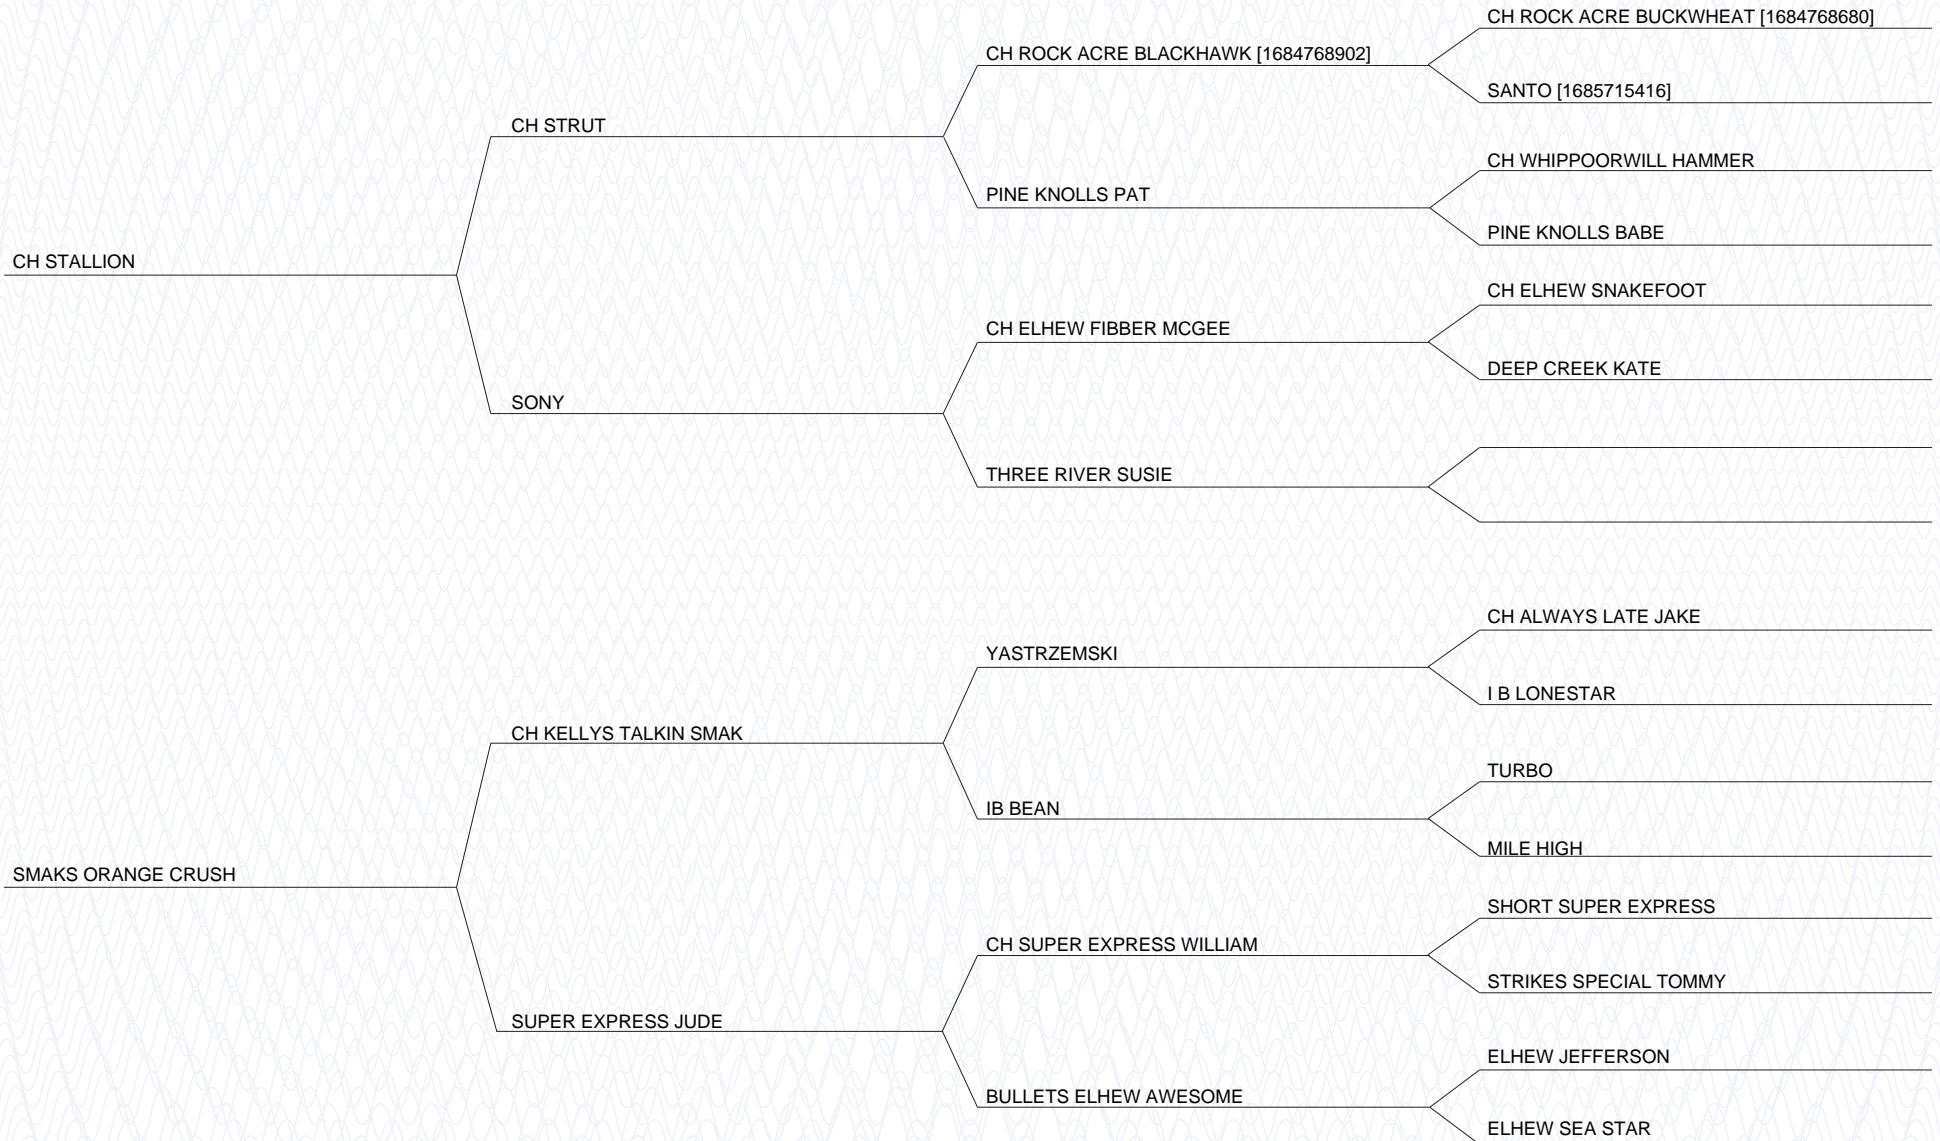 CH ROCK ACRE BUCKWHEAT [1684768680]
CH ROCK ACRE BLACKHAWK [1684768902]
SANTO [1685715416]
CH STRUT
CH WHIPPOORWILL HAMMER
PINE KNOLLS PAT
PINE KNOLLS BABE
CH STALLION
CH ELHEW SNAKEFOOT
CH ELHEW FIBBER MCGEE
DEEP CREEK KATE
SONY
THREE RIVER SUSIE
CH ALWAYS LATE JAKE
YASTRZEMSKI
I B LONESTAR
CH KELLYS TALKIN SMAK
TURBO
IB BEAN
MILE HIGH
SMAKS ORANGE CRUSH
SHORT SUPER EXPRESS
CH SUPER EXPRESS WILLIAM
STRIKES SPECIAL TOMMY
SUPER EXPRESS JUDE
ELHEW JEFFERSON
BULLETS ELHEW AWESOME
ELHEW SEA STAR